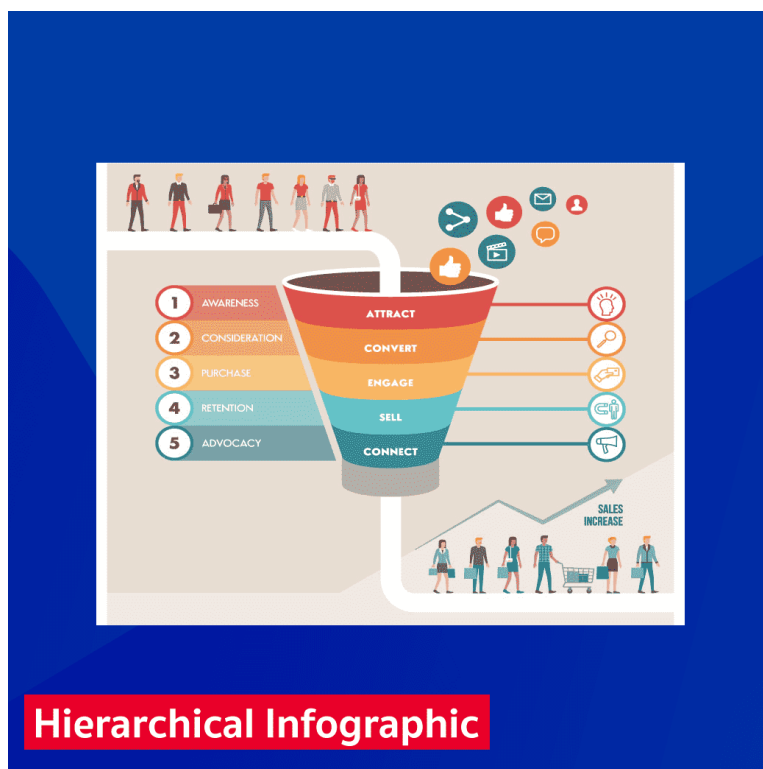 1 AWARENESS
2 CONSIDERATION
3 PURCHASE
4 RETENTION
5 ADVOCACY
ATTRACT
CONVERT
ENGAGE
SELL
CONNECT
SALES
INCREASE
Hierarchical Infographic